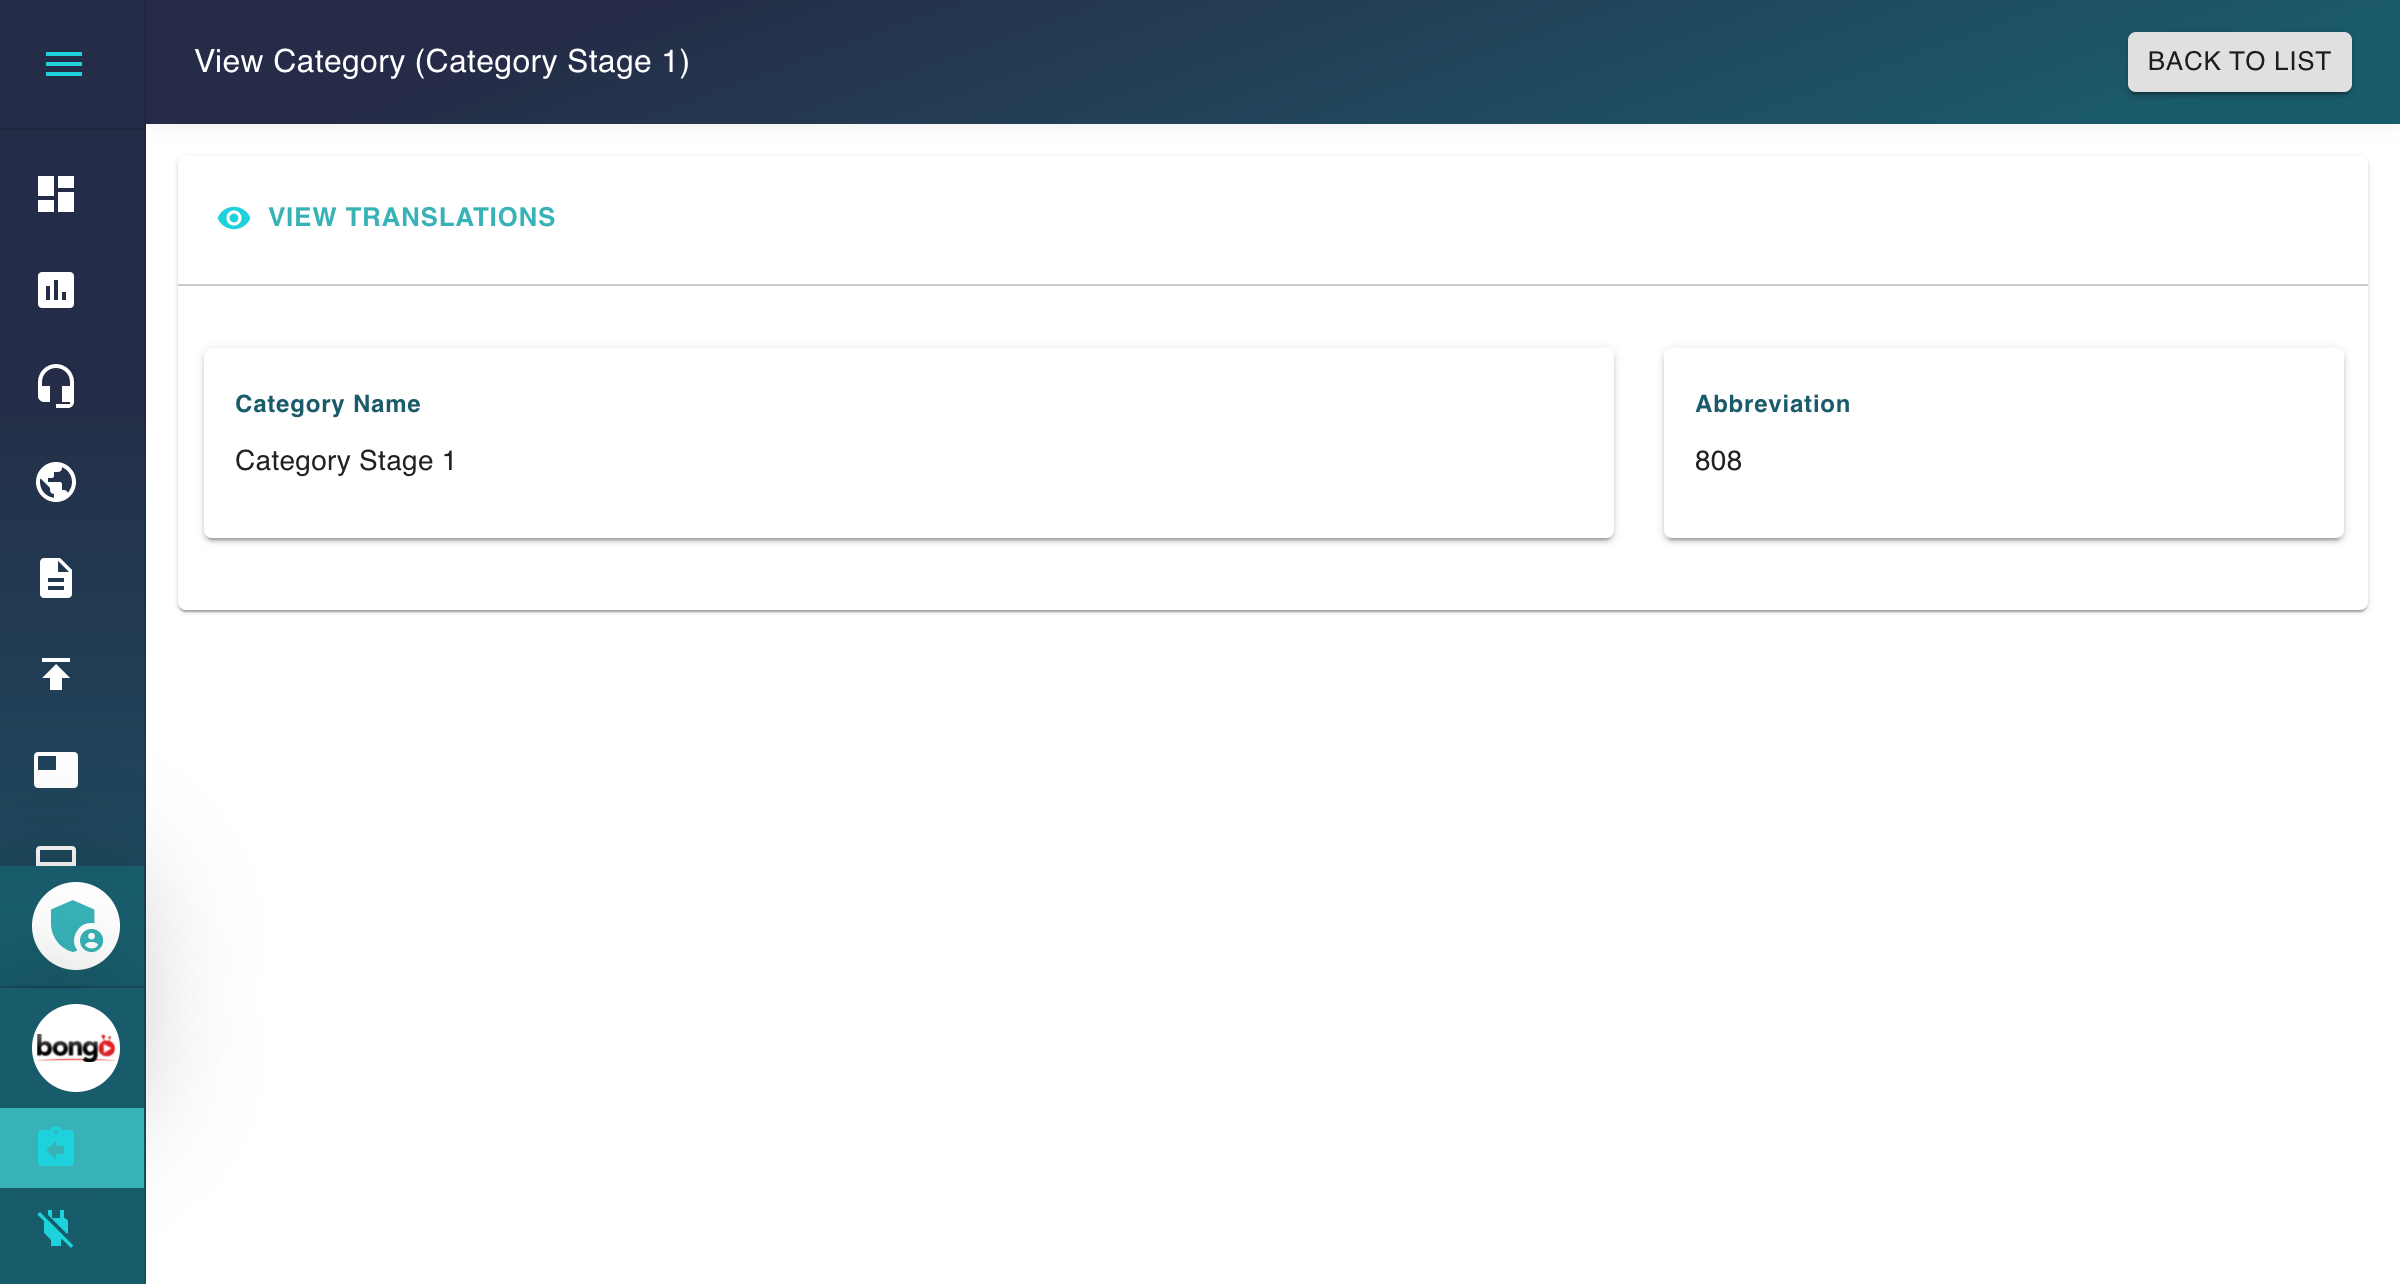 View Category (Category Stage 1)
BACK TO LIST
VIEW TRANSLATIONS
Category Name
Category Stage 1
Abbreviation
808
bongo